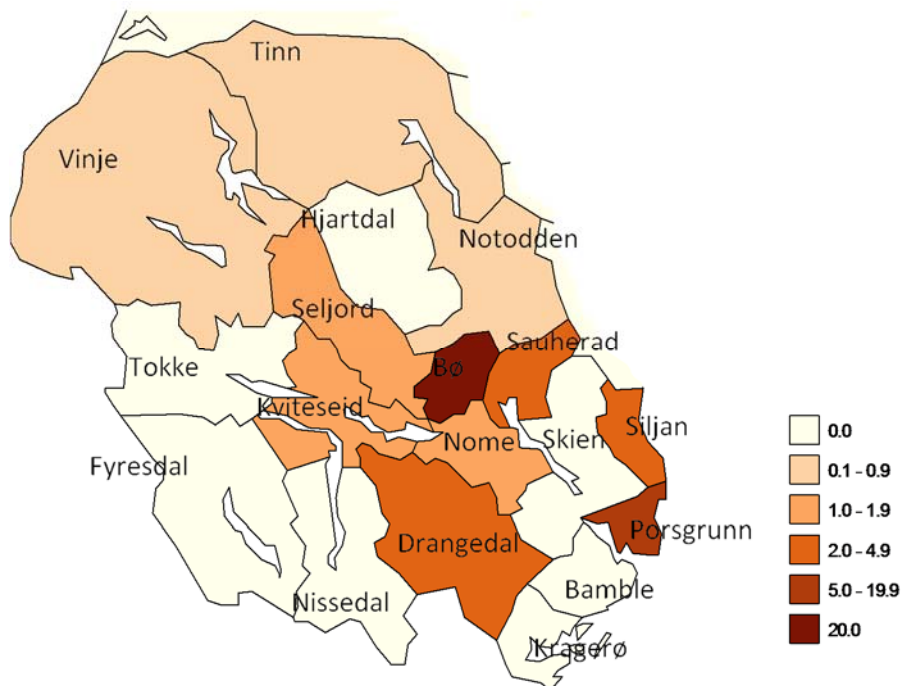 Tinn
Vinje
Hjartdal
Notodden
Seljord
Sauherad
Tokke
Bø
Kviteseid
Nome
Skien
Siljan
Fyresdal
Drangedal
Porsgrunn
Nissedal
Bamble
Kragerø
0.0
0.1 - 0.9
1.0 - 1.9
2.0 - 4.9
5.0 - 19.9
20.0